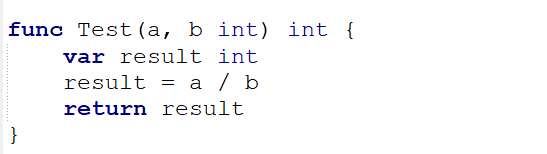 func Test(a, b int) int {
    var result int
    result = a / b
    return result
}